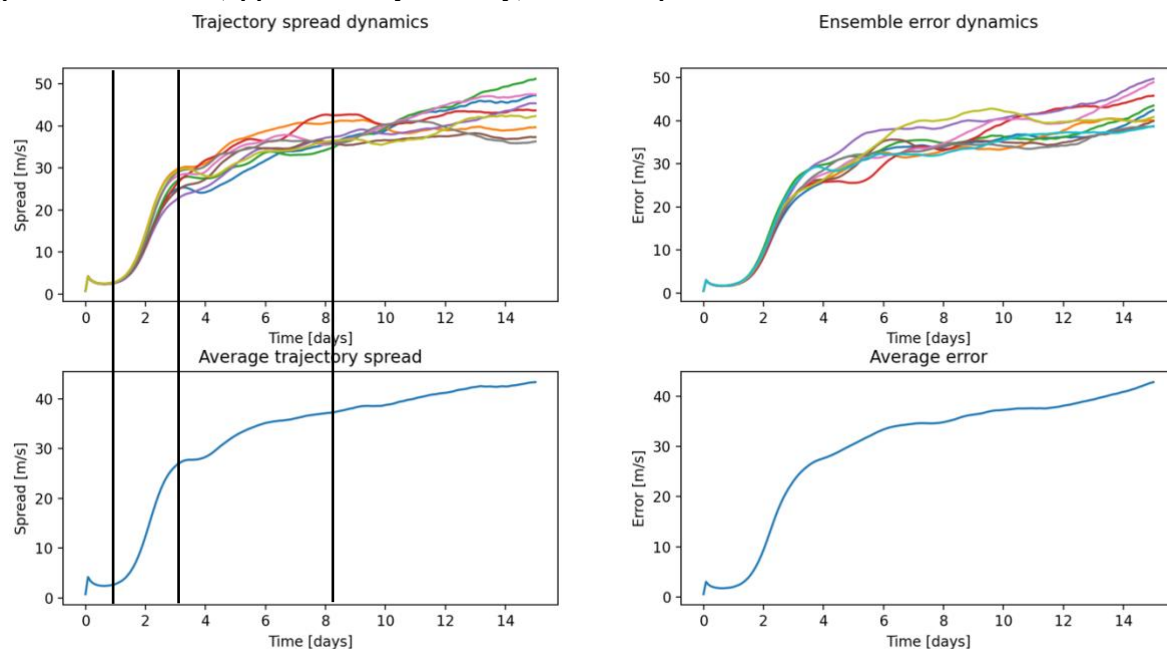 Trajectory spread dynamics
Ensemble error dynamics
Spread [m/s]
50
40
30
20
10
0
0 2 4 6 8 10 12 14
Time [days]
Error [m/s]
50
40
30
20
10
0
0 2 4 6 8 10 12 14
Time [days]
Average trajectory spread
Average error
Spread [m/s]
40
30
20
10
0
0 2 4 6 8 10 12 14
Time [days]
Error [m/s]
40
30
20
10
0
0 2 4 6 8 10 12 14
Time [days]